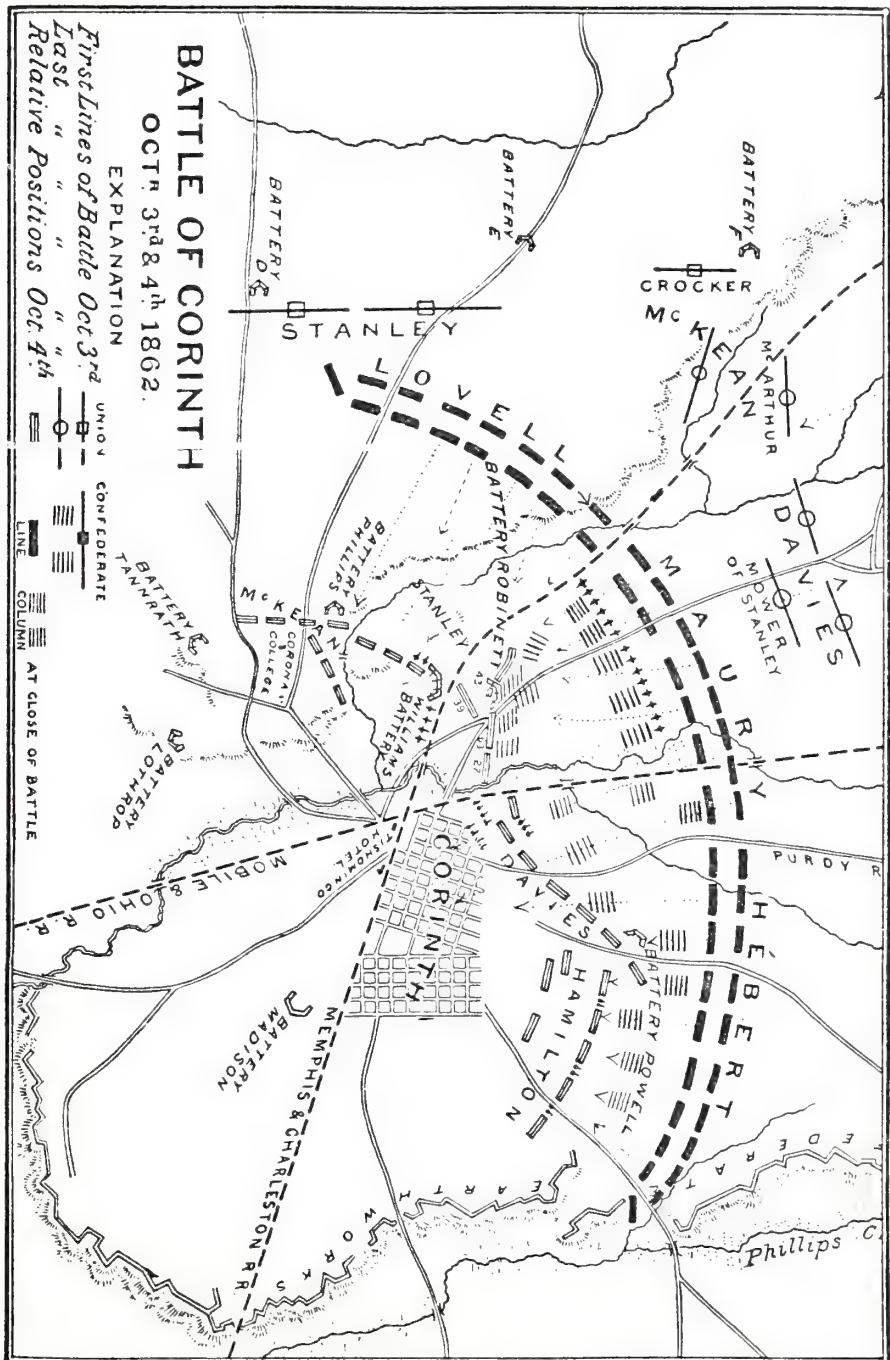 BATTLE OF CORINTH
OCTR 3rd & 4th 1862.
EXPLANATION
UNION CONFEDERATE
First Lines of Battle Oct 3rd
Last " " " "
Relative Positions Oct. 4th
LINE COLUMN
AT CLOSE OF BATTLE
BATTERY F
BATTERY E
BATTERY D
CROCKER
McKEAN
McARTHUR
STANLEY
DAVIES
MOWER OF STANLEY
LOVELL
MAURY
HÉBERT
BATTERY ROBINETT
BATTERY PHILLIPS
STANLEY
McKEAN
CORONA COLLEGE
BATTERY TANNRATH
BATTERY LOTHROP
WILLIAMS BATTERY
PURDY R
DAVIES
BATTERY POWELL
HAMILTON
CORINTH
TISHOMINGO HOTEL
MOBILE & OHIO R.R.
BATTERY MADISON
MEMPHIS & CHARLESTON R R
EARTH WORKS
EDERATE
Phillips C.